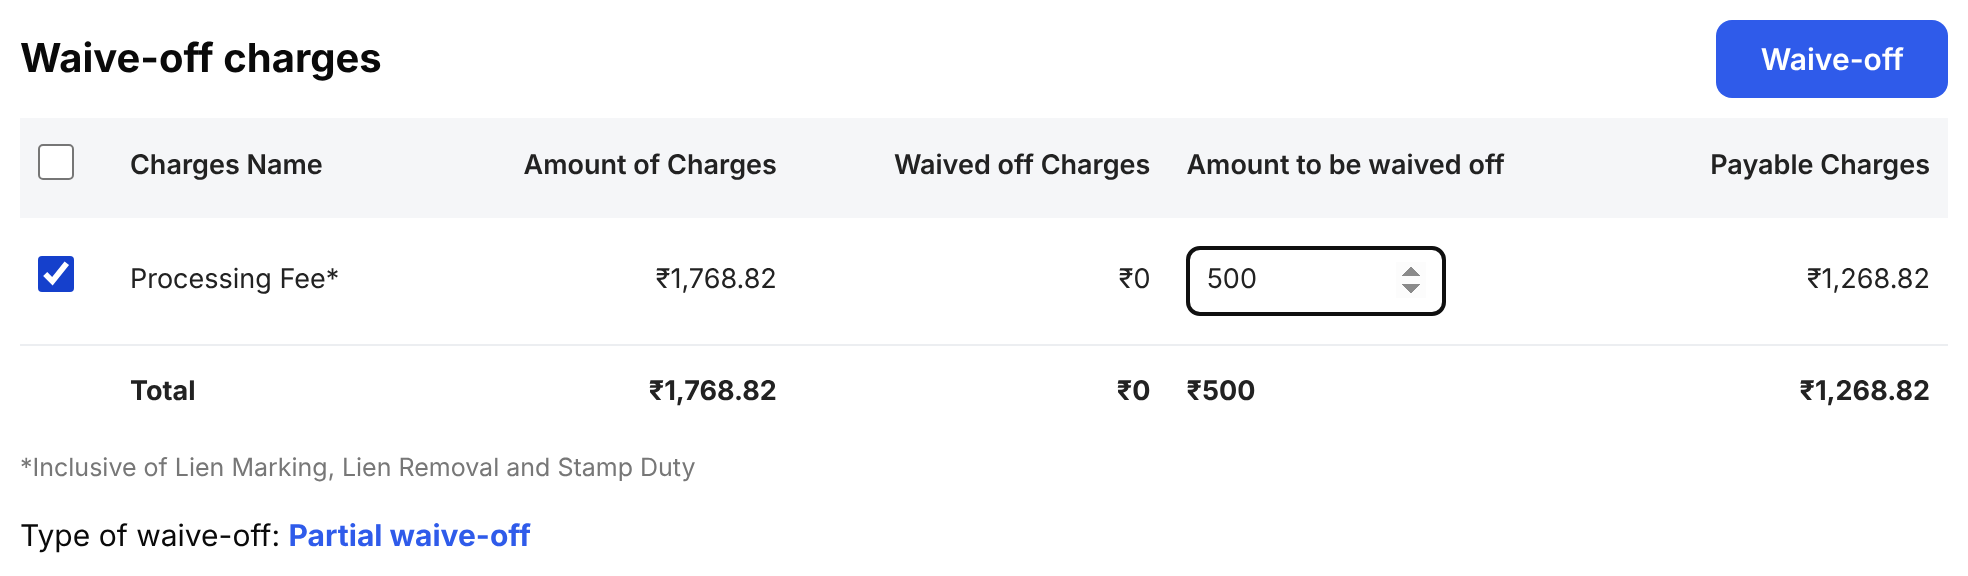 Waive-off charges
Waive-off
Charges Name Amount of Charges Waived off Charges Amount to be waived off Payable Charges
Processing Fee* ₹1,768.82 ₹0 500 ₹1,268.82
Total ₹1,768.82 ₹0 ₹500 ₹1,268.82
*Inclusive of Lien Marking, Lien Removal and Stamp Duty
Type of waive-off: Partial waive-off